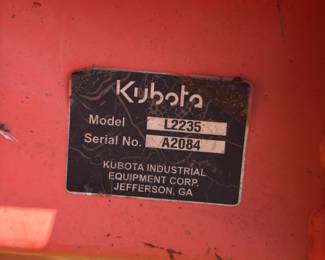 Kubota
Model L2235
Serial No. A2084
KUBOTA INDUSTRIAL
EQUIPMENT CORP.
JEFFERSON, GA